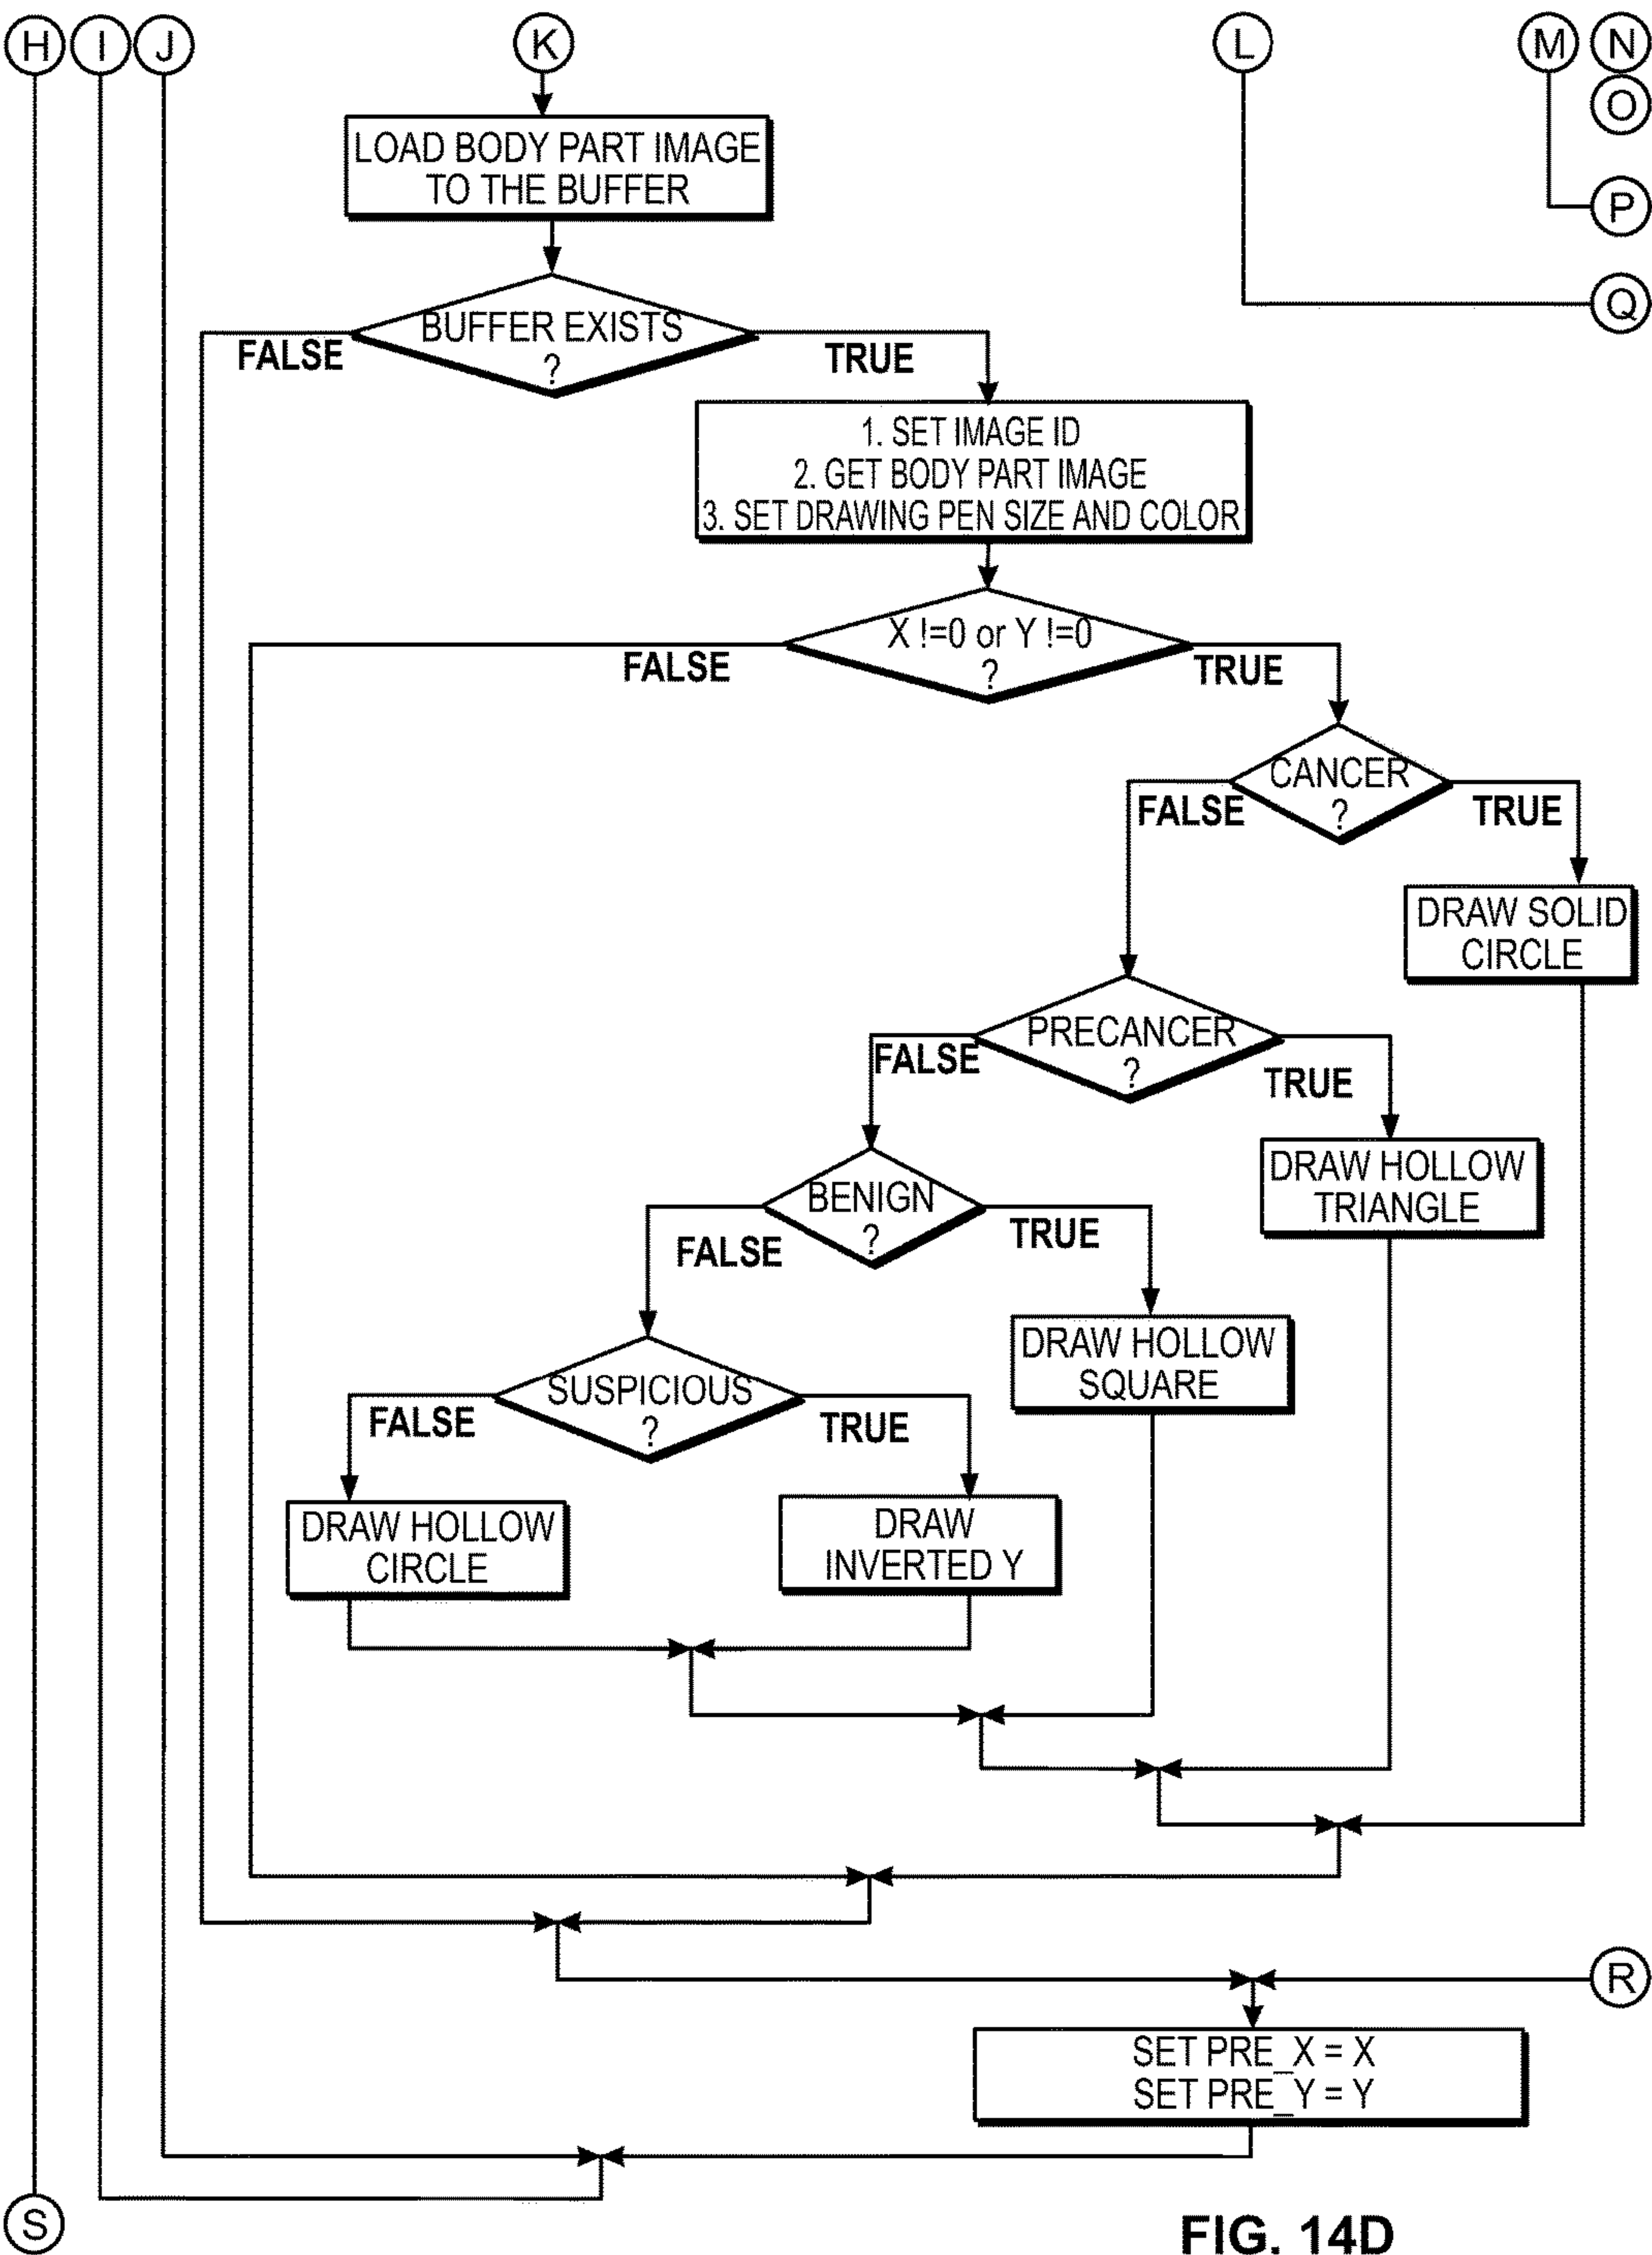 H I J K L M N
O
LOAD BODY PART IMAGE
TO THE BUFFER
P
Q
BUFFER EXISTS
?
FALSE
TRUE
1. SET IMAGE ID
2. GET BODY PART IMAGE
3. SET DRAWING PEN SIZE AND COLOR
X !=0 or Y !=0
?
FALSE
TRUE
CANCER
?
FALSE
TRUE
DRAW SOLID
CIRCLE
PRECANCER
?
FALSE
TRUE
DRAW HOLLOW
TRIANGLE
BENIGN
?
FALSE
TRUE
DRAW HOLLOW
SQUARE
SUSPICIOUS
?
FALSE
TRUE
DRAW HOLLOW
CIRCLE
DRAW
INVERTED Y
R
SET PRE_X = X
SET PRE_Y = Y
S
FIG. 14D